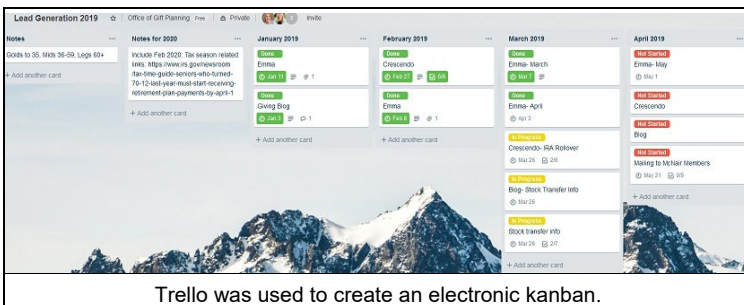 Lead Generation 2019 Office of Gift Planning Free Private 2 Invite
Notes
Golds to 35, Mids 36-59, Legs 60+
+ Add another card
Notes for 2020
Include Feb 2020: Tax season related
links: https://www.irs.gov/newsroom
/tax-time-guide-seniors-who-turned-
70-12-last-year-must-start-receiving-
retirement-plan-payments-by-april-1
+ Add another card
January 2019
Done
Emma
Jan 11 1
Done
Giving Blog
Jan 3 1
+ Add another card
February 2019
Done
Crescendo
Feb 27 6/6
Done
Emma
Feb 8 1
+ Add another card
March 2019
Done
Emma- March
Mar 7
Done
Emma- April
Apr 3
In Progress
Crescendo- IRA Rollover
Mar 26 2/6
In Progress
Blog- Stock Transfer Info
Mar 26
In Progress
Stock transfer info
Mar 26 2/7
+ Add another card
April 2019
Not Started
Emma- May
May 1
Not Started
Crescendo
Not Started
Blog
Not Started
Mailing to McNair Members
May 31 0/5
+ Add another card
Trello was used to create an electronic kanban.